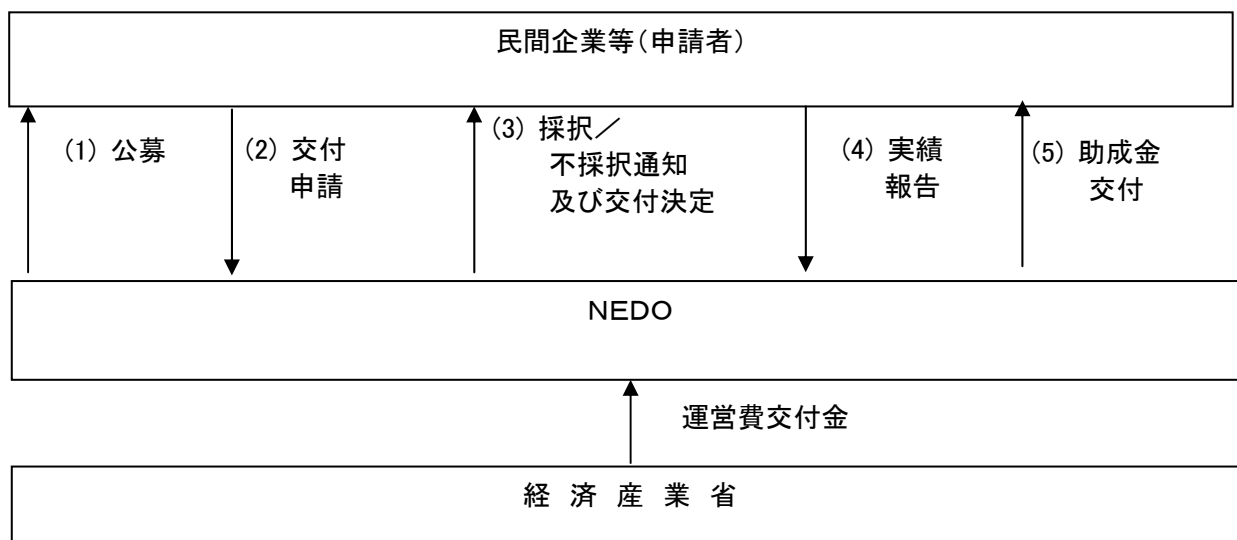 民間企業等(申請者)
(1) 公募
(2) 交付
申請
(3) 採択／
不採択通知
及び交付決定
(4) 実績
報告
(5) 助成金
交付
ＮＥＤＯ
運営費交付金
経 済 産 業 省